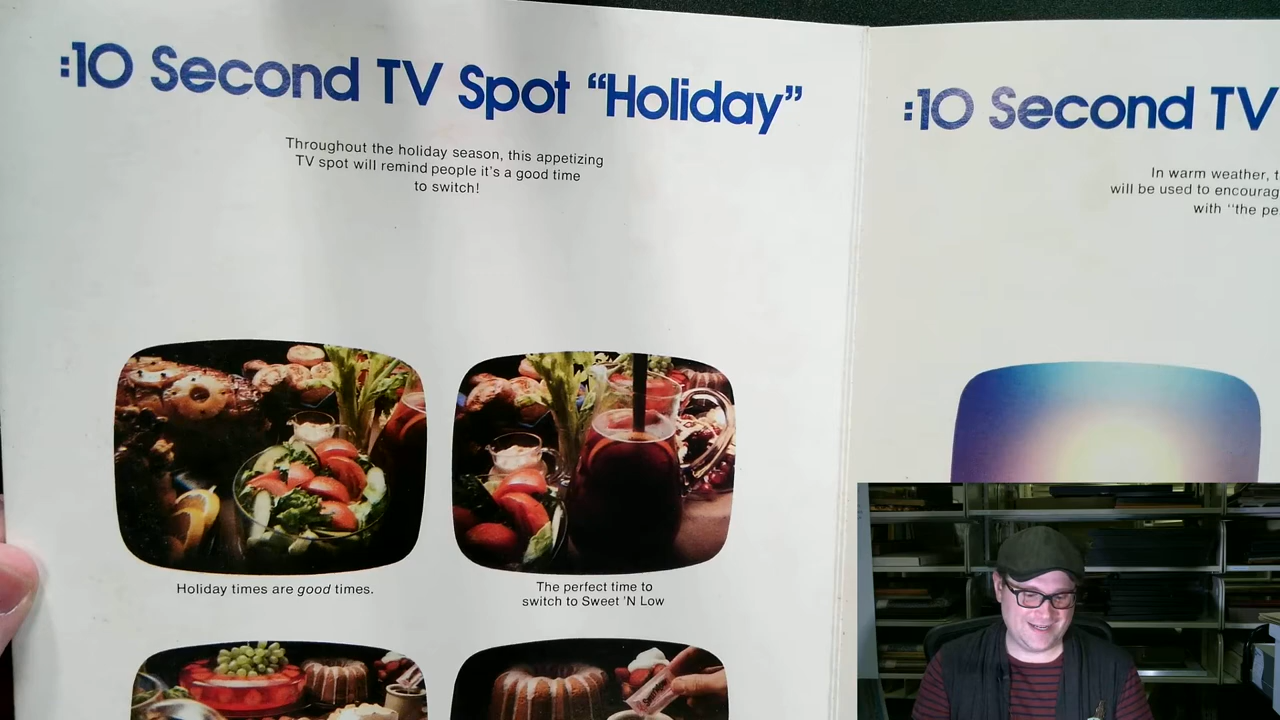 :10 Second TV Spot “Holiday”
Throughout the holiday season, this appetizing
TV spot will remind people it's a good time
to switch!
Holiday times are good times.
The perfect time to
switch to Sweet 'N Low
:10 Second TV
In warm weather, t
will be used to encourag
with “the pe